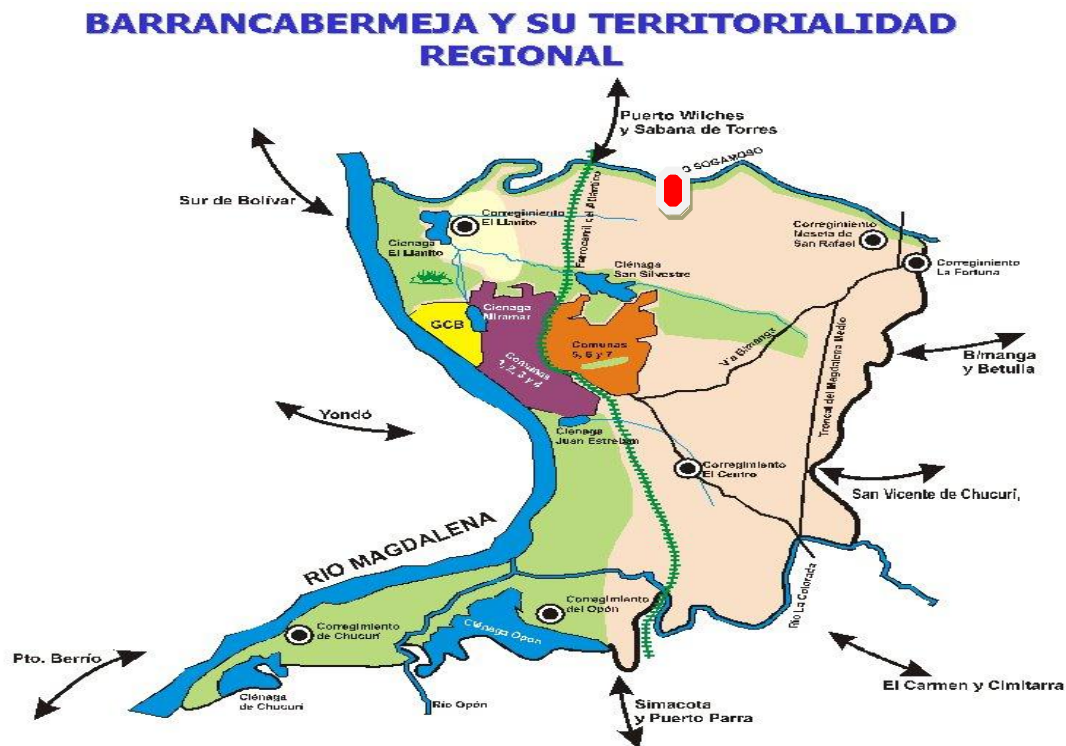 BARRANCABERMEJA Y SU TERRITORIALIDAD
REGIONAL
Puerto Wilches
y Sabana de Torres
SOGAMOSO
Sur de Bolívar
Corregimiento
El Llanito
Ciénaga
El Llanito
Ferrocarril del Atlántico
Corregimiento
Meseta de
San Rafael
Ciénaga
San Silvestre
Corregimiento
La Fortuna
Ciénaga
Miramar
GCB
Comunas
5, 6 y 7
Comunas
1, 2, 3 y 4
Vía B/manga
Troncal del Magdalena Medio
B/manga
y Betulia
Yondó
Ciénaga
Juan Estreban
Corregimiento
El Centro
San Vicente de Chucurí,
RIO MAGDALENA
Río La Colorada
Corregimiento
del Opón
Ciénaga Opón
Corregimiento
de Chucurí
Pto. Berrío
Ciénaga
de Chucurí
Río Opón
El Carmen y Cimitarra
Simacota
y Puerto Parra